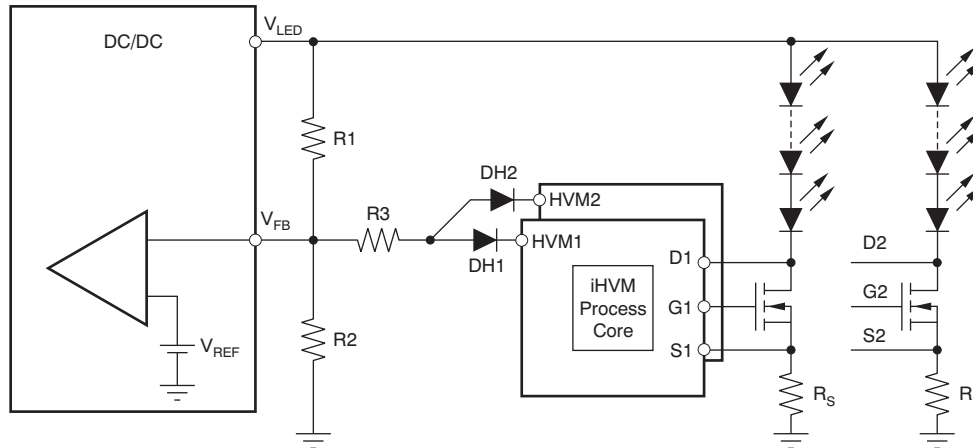 DC/DC
V_LED
R1
DH2
HVM2
R3
V_FB
HVM1
DH1
D1
D2
iHVM
Process
Core
G1
G2
R2
V_REF
S1
S2
R_S
R